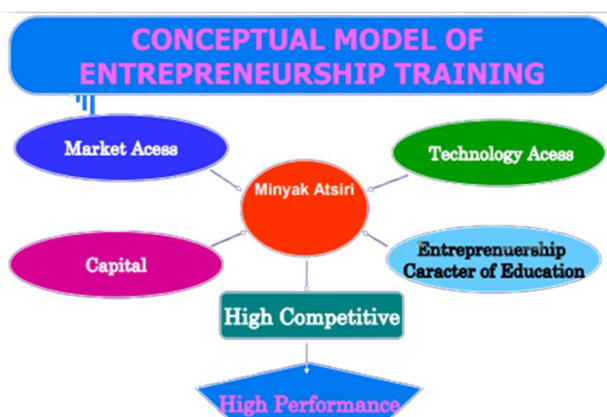 CONCEPTUAL MODEL OF
ENTREPRENEURSHIP TRAINING
Market Acess
Technology Acess
Minyak Atsiri
Capital
Entreprenuership
Caracter of Education
High Competitive
High Performance